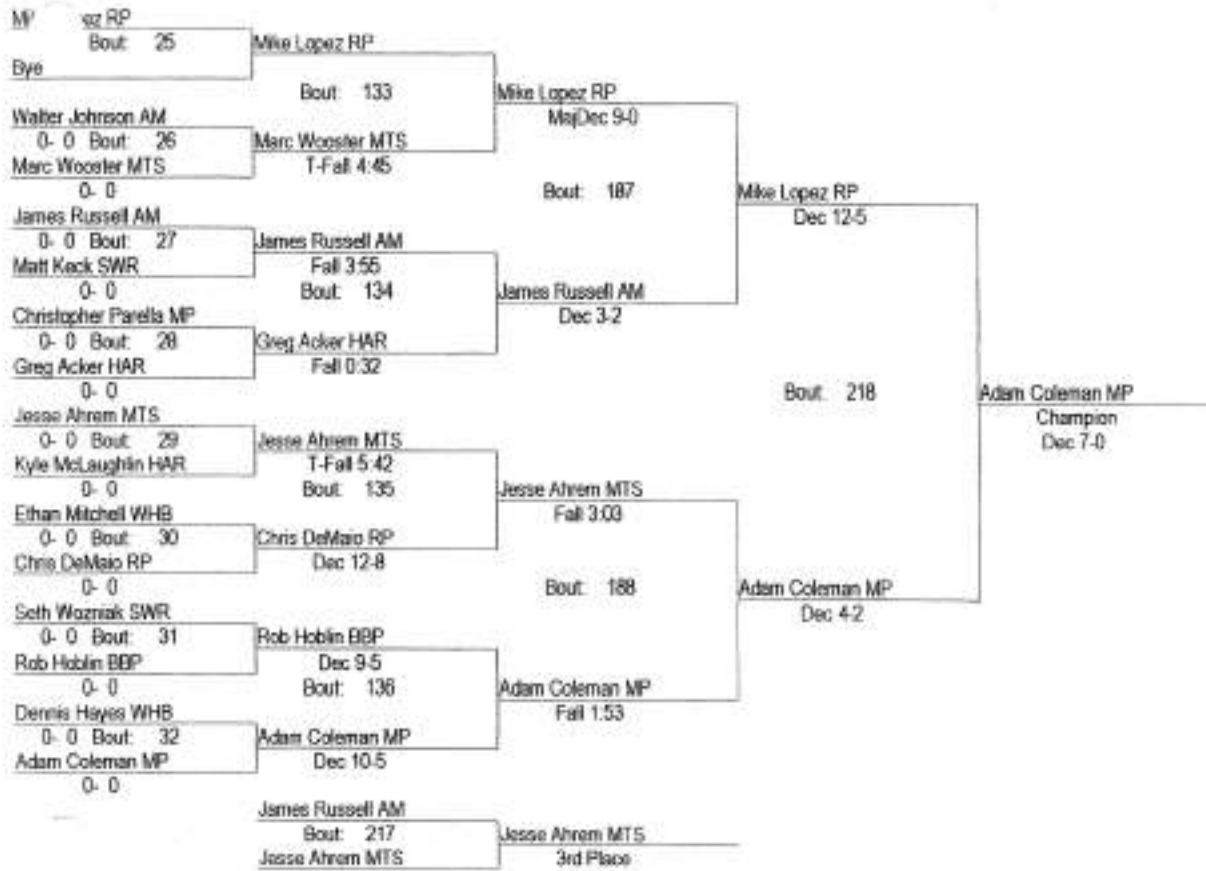 MP ez RP
Bout: 25
Bye
Mike Lopez RP
Bout: 133
Walter Johnson AM
0- 0 Bout: 26
Marc Wooster MTS
0- 0
Marc Wooster MTS
T-Fall 4:45
Mike Lopez RP
MajDec 9-0
Bout: 187
James Russell AM
0- 0 Bout: 27
Matt Keck SWR
0- 0
James Russell AM
Fall 3:55
Bout: 134
Christopher Parella MP
0- 0 Bout: 28
Greg Acker HAR
0- 0
Greg Acker HAR
Fall 0:32
James Russell AM
Dec 3-2
Mike Lopez RP
Dec 12-5
Bout: 218
Jesse Ahrem MTS
0- 0 Bout: 29
Kyle McLaughlin HAR
0- 0
Jesse Ahrem MTS
T-Fall 5:42
Bout: 135
Ethan Mitchell WHB
0- 0 Bout: 30
Chris DeMaio RP
0- 0
Chris DeMaio RP
Dec 12-8
Jesse Ahrem MTS
Fall 3:03
Bout: 188
Seth Wozniak SWR
0- 0 Bout: 31
Rob Hoblin BBP
0- 0
Rob Hoblin BBP
Dec 9-5
Bout: 136
Dennis Hayes WHB
0- 0 Bout: 32
Adam Coleman MP
0- 0
Adam Coleman MP
Dec 10-5
Adam Coleman MP
Fall 1:53
Adam Coleman MP
Dec 4-2
Adam Coleman MP
Champion
Dec 7-0
James Russell AM
Bout: 217
Jesse Ahrem MTS
Jesse Ahrem MTS
3rd Place